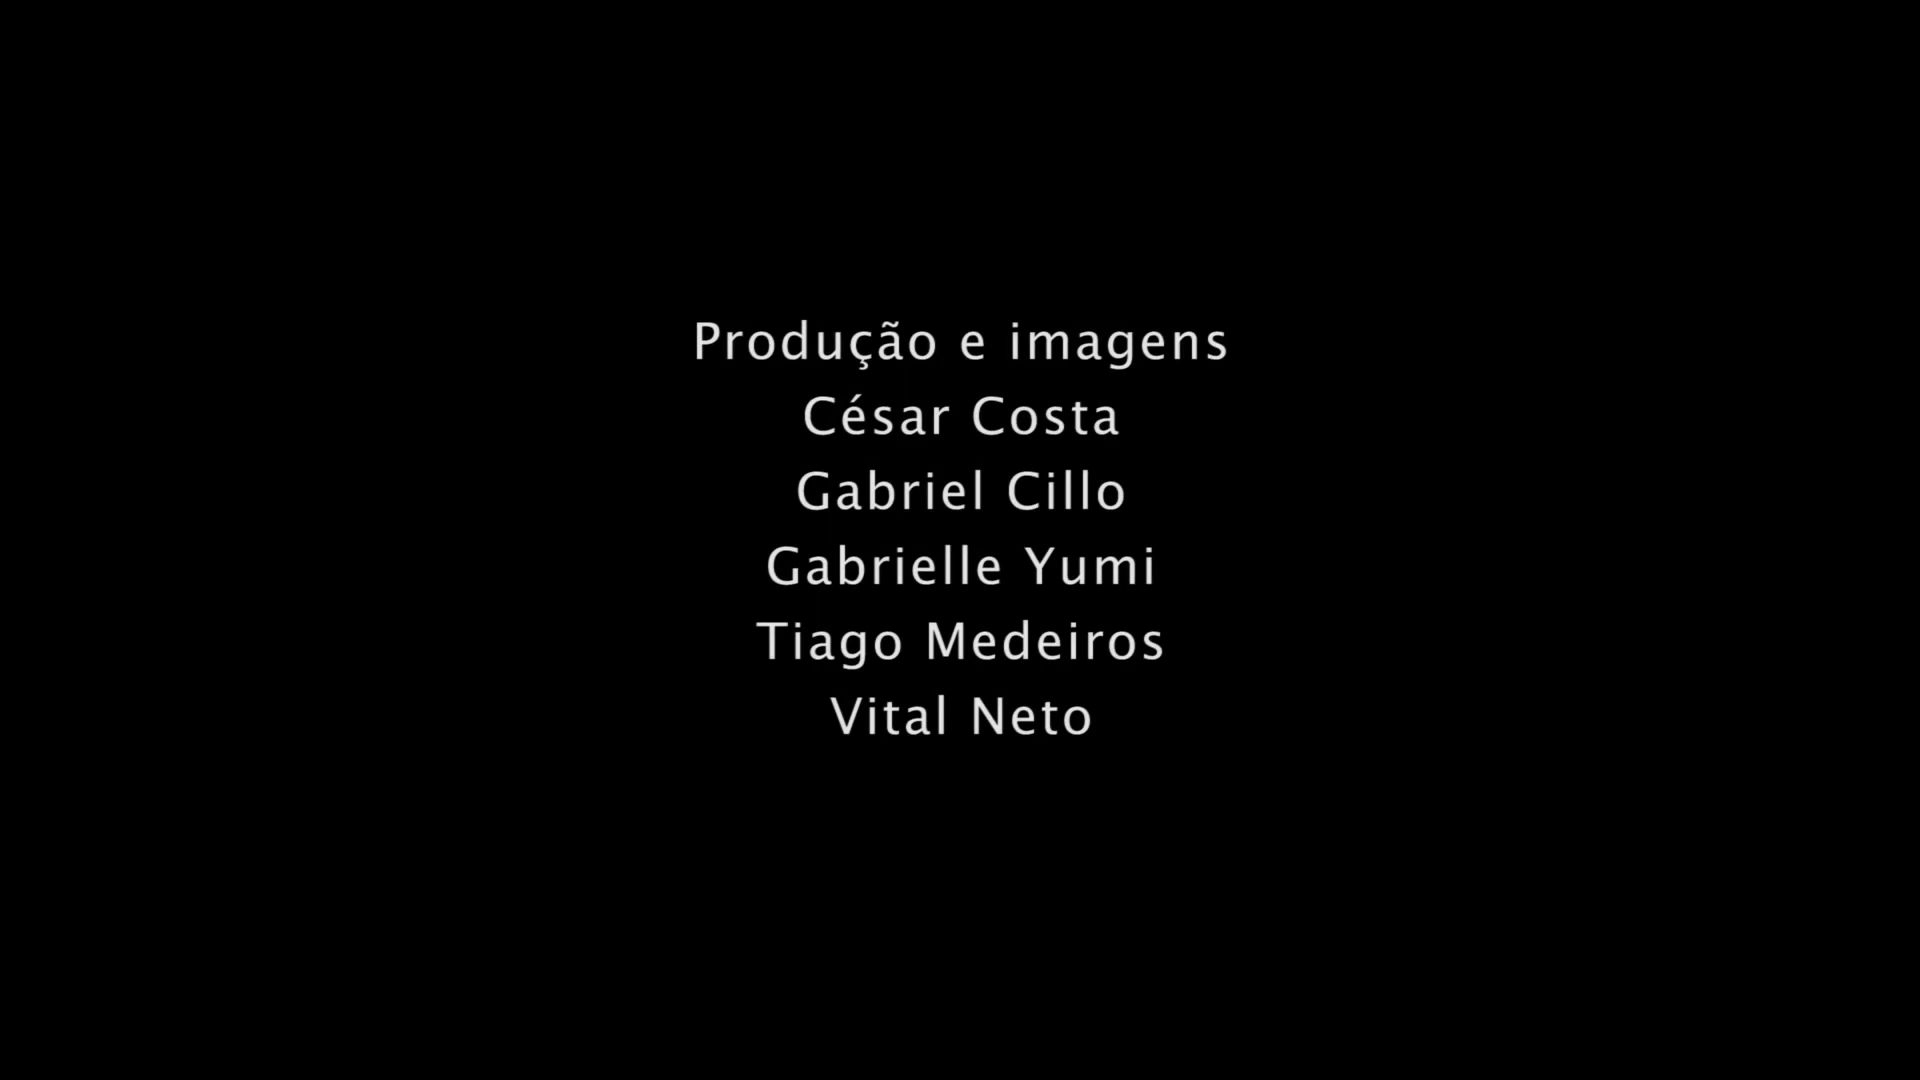 Produção e imagens
César Costa
Gabriel Cillo
Gabrielle Yumi
Tiago Medeiros
Vital Neto